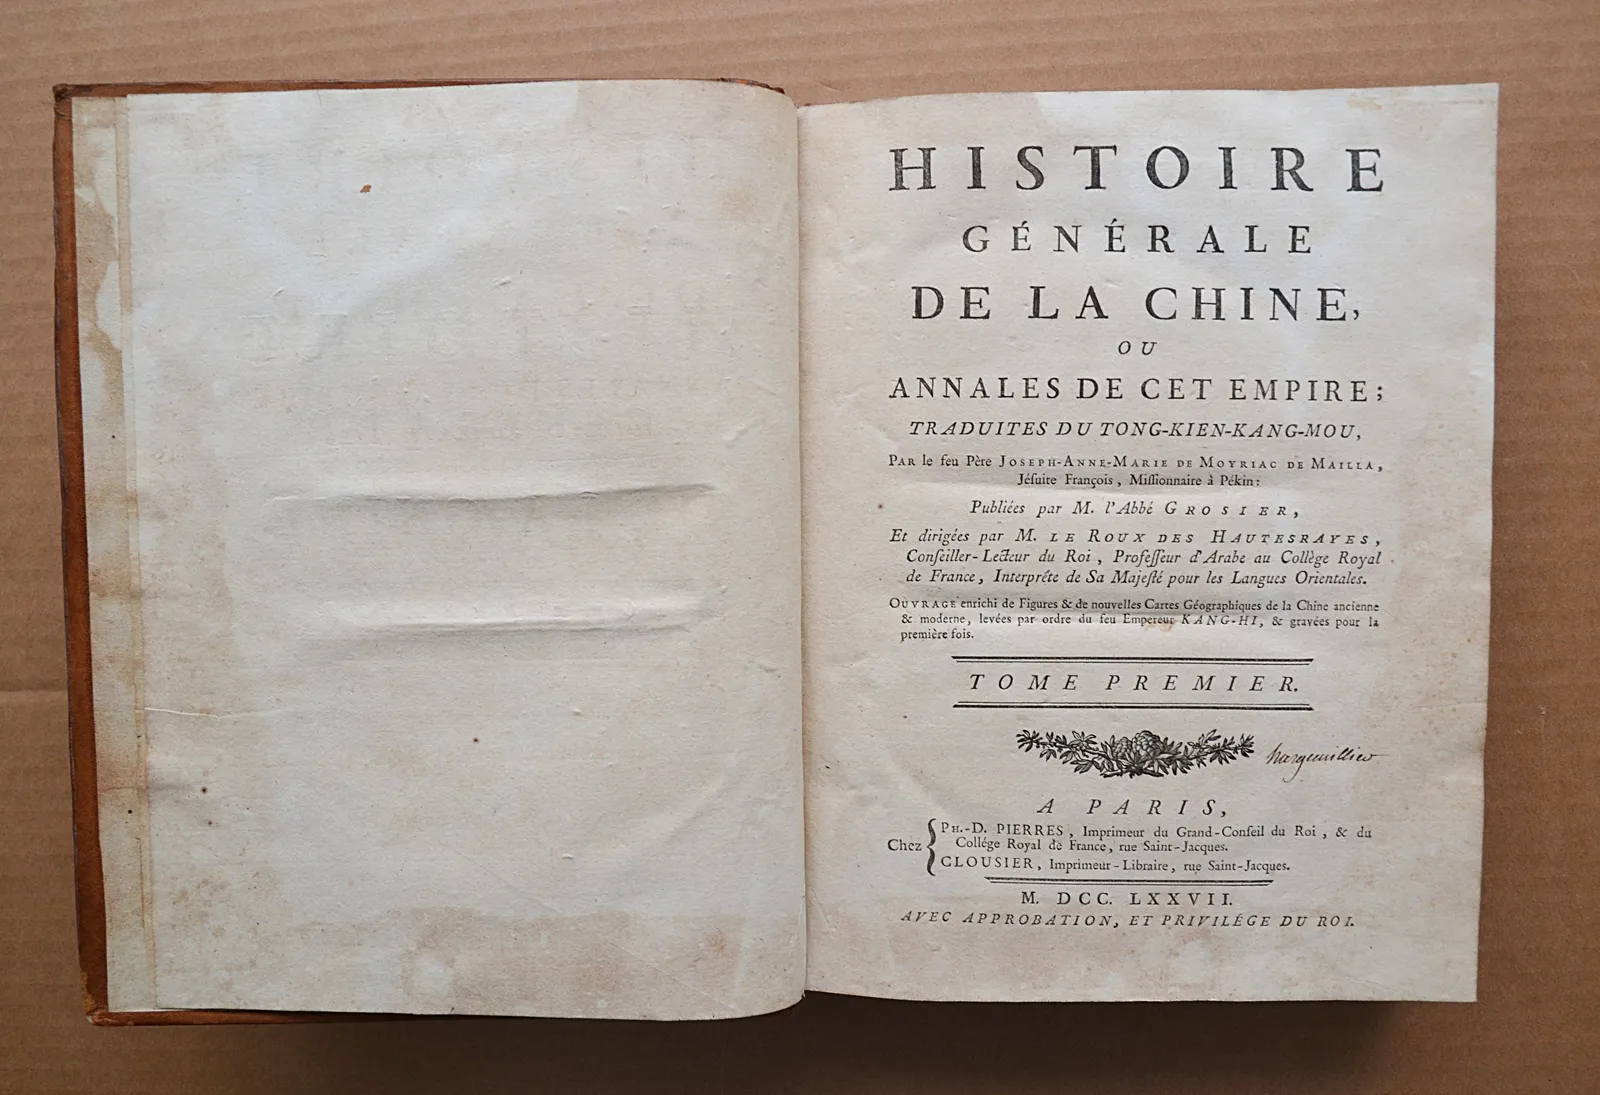 HISTOIRE
GÉNÉRALE
DE LA CHINE,
OU
ANNALES DE CET EMPIRE;
TRADUITES DU TONG-KIEN-KANG-MOU,
PAR le feu Père JOSEPH-ANNE-MARIE DE MOYRIAC DE MAILLA,
Jéſuite François, Miſſionnaire à Pékin:
Publiées par M. l'Abbé GROSIER,
Et dirigées par M. LE ROUX DES HAUTESRAYES,
Conſeiller-Lecteur du Roi, Profeſſeur d'Arabe au Collège Royal
de France, Interprête de Sa Majeſté pour les Langues Orientales.
OUVRAGE enrichi de Figures & de nouvelles Cartes Géographiques de la Chine ancienne
& moderne, levées par ordre du feu Empereur KANG-HI, & gravées pour la
première fois.
TOME PREMIER.
A PARIS,
Chez
PH.-D. PIERRES, Imprimeur du Grand-Conſeil du Roi, & du
Collége Royal de France, rue Saint-Jacques.
CLOUSIER, Imprimeur-Libraire, rue Saint-Jacques.
M. DCC. LXXVII.
AVEC APPROBATION, ET PRIVILÉGE DU ROI.